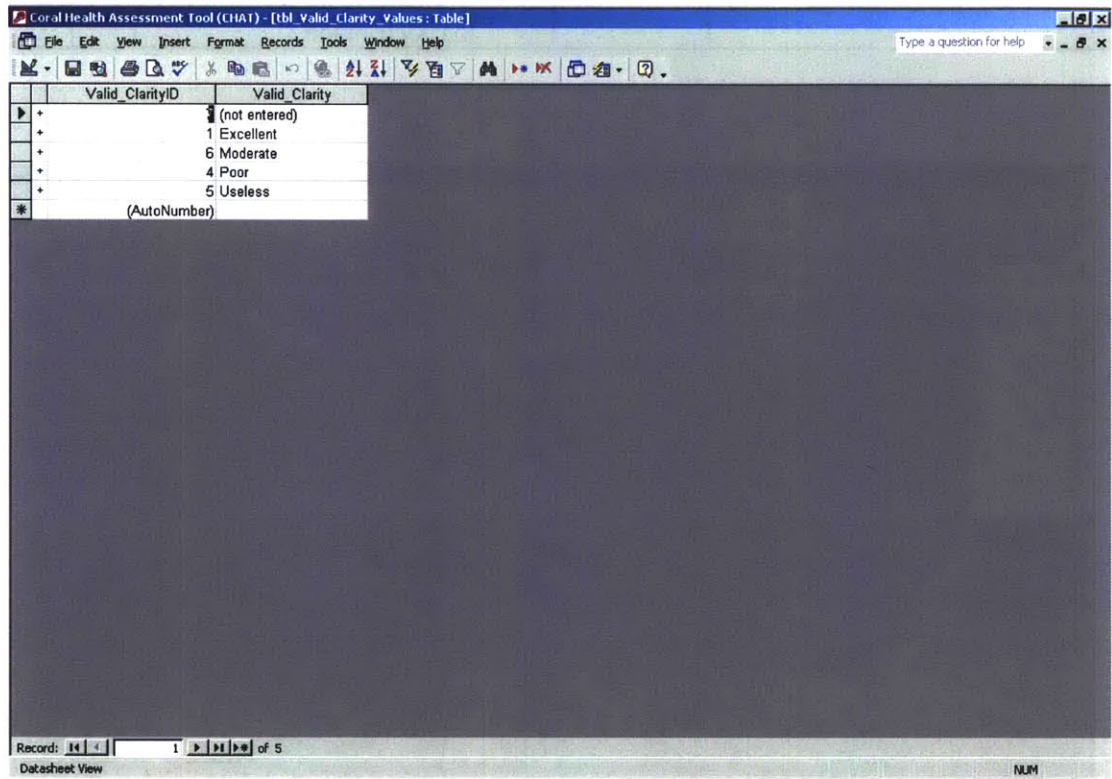 Coral Health Assessment Tool (CHAT) - [tbl_Valid_Clarity_Values : Table]
File Edit View Insert Format Records Tools Window Help Type a question for help
Valid_ClarityID Valid_Clarity
(not entered)
1 Excellent
6 Moderate
4 Poor
5 Useless
(AutoNumber)
Record: 1 of 5
Datasheet View NUM